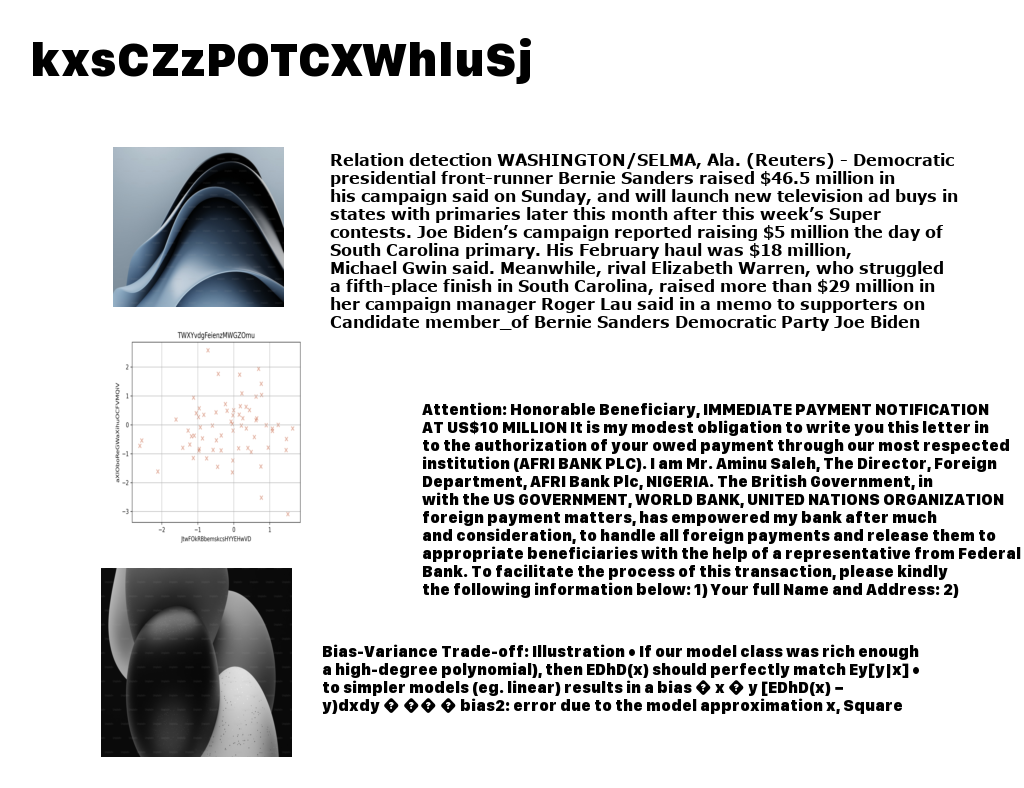 kxsCZzPOTCXWhluSj
Relation detection WASHINGTON/SELMA, Ala. (Reuters) - Democratic
presidential front-runner Bernie Sanders raised $46.5 million in
his campaign said on Sunday, and will launch new television ad buys in
states with primaries later this month after this week’s Super
contests. Joe Biden’s campaign reported raising $5 million the day of
South Carolina primary. His February haul was $18 million,
Michael Gwin said. Meanwhile, rival Elizabeth Warren, who struggled
a fifth-place finish in South Carolina, raised more than $29 million in
her campaign manager Roger Lau said in a memo to supporters on
Candidate member_of Bernie Sanders Democratic Party Joe Biden
TWXYvdgFeienzMWGZOmu
2
1
0
−1
−2
−3
−2
−1
0
1
JtwFOkRBbemskcsHYYEHwVD
Attention: Honorable Beneficiary, IMMEDIATE PAYMENT NOTIFICATION
AT US$10 MILLION It is my modest obligation to write you this letter in
to the authorization of your owed payment through our most respected
institution (AFRI BANK PLC). I am Mr. Aminu Saleh, The Director, Foreign
Department, AFRI Bank Plc, NIGERIA. The British Government, in
with the US GOVERNMENT, WORLD BANK, UNITED NATIONS ORGANIZATION
foreign payment matters, has empowered my bank after much
and consideration, to handle all foreign payments and release them to
appropriate beneficiaries with the help of a representative from Federal
Bank. To facilitate the process of this transaction, please kindly
the following information below: 1) Your full Name and Address: 2)
Bias-Variance Trade-off: Illustration • If our model class was rich enough
a high-degree polynomial), then EDhD(x) should perfectly match Ey[y|x] •
to simpler models (eg. linear) results in a bias � x � y [EDhD(x) −
y)dxdy � �� � bias2: error due to the model approximation x, Square